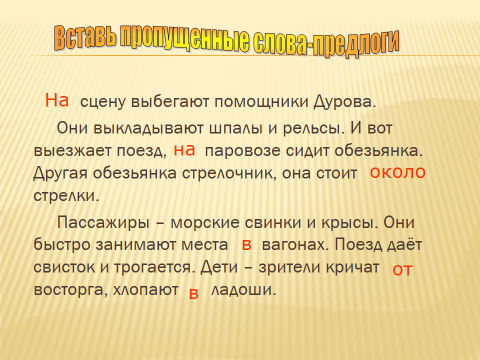 Вставь пропущенные слова-предлоги
На сцену выбегают помощники Дурова.
Они выкладывают шпалы и рельсы. И вот
выезжает поезд, на паровозе сидит обезьянка.
Другая обезьянка стрелочник, она стоит около
стрелки.
Пассажиры – морские свинки и крысы. Они
быстро занимают места в вагонах. Поезд даёт
свисток и трогается. Дети – зрители кричат от
восторга, хлопают в ладоши.